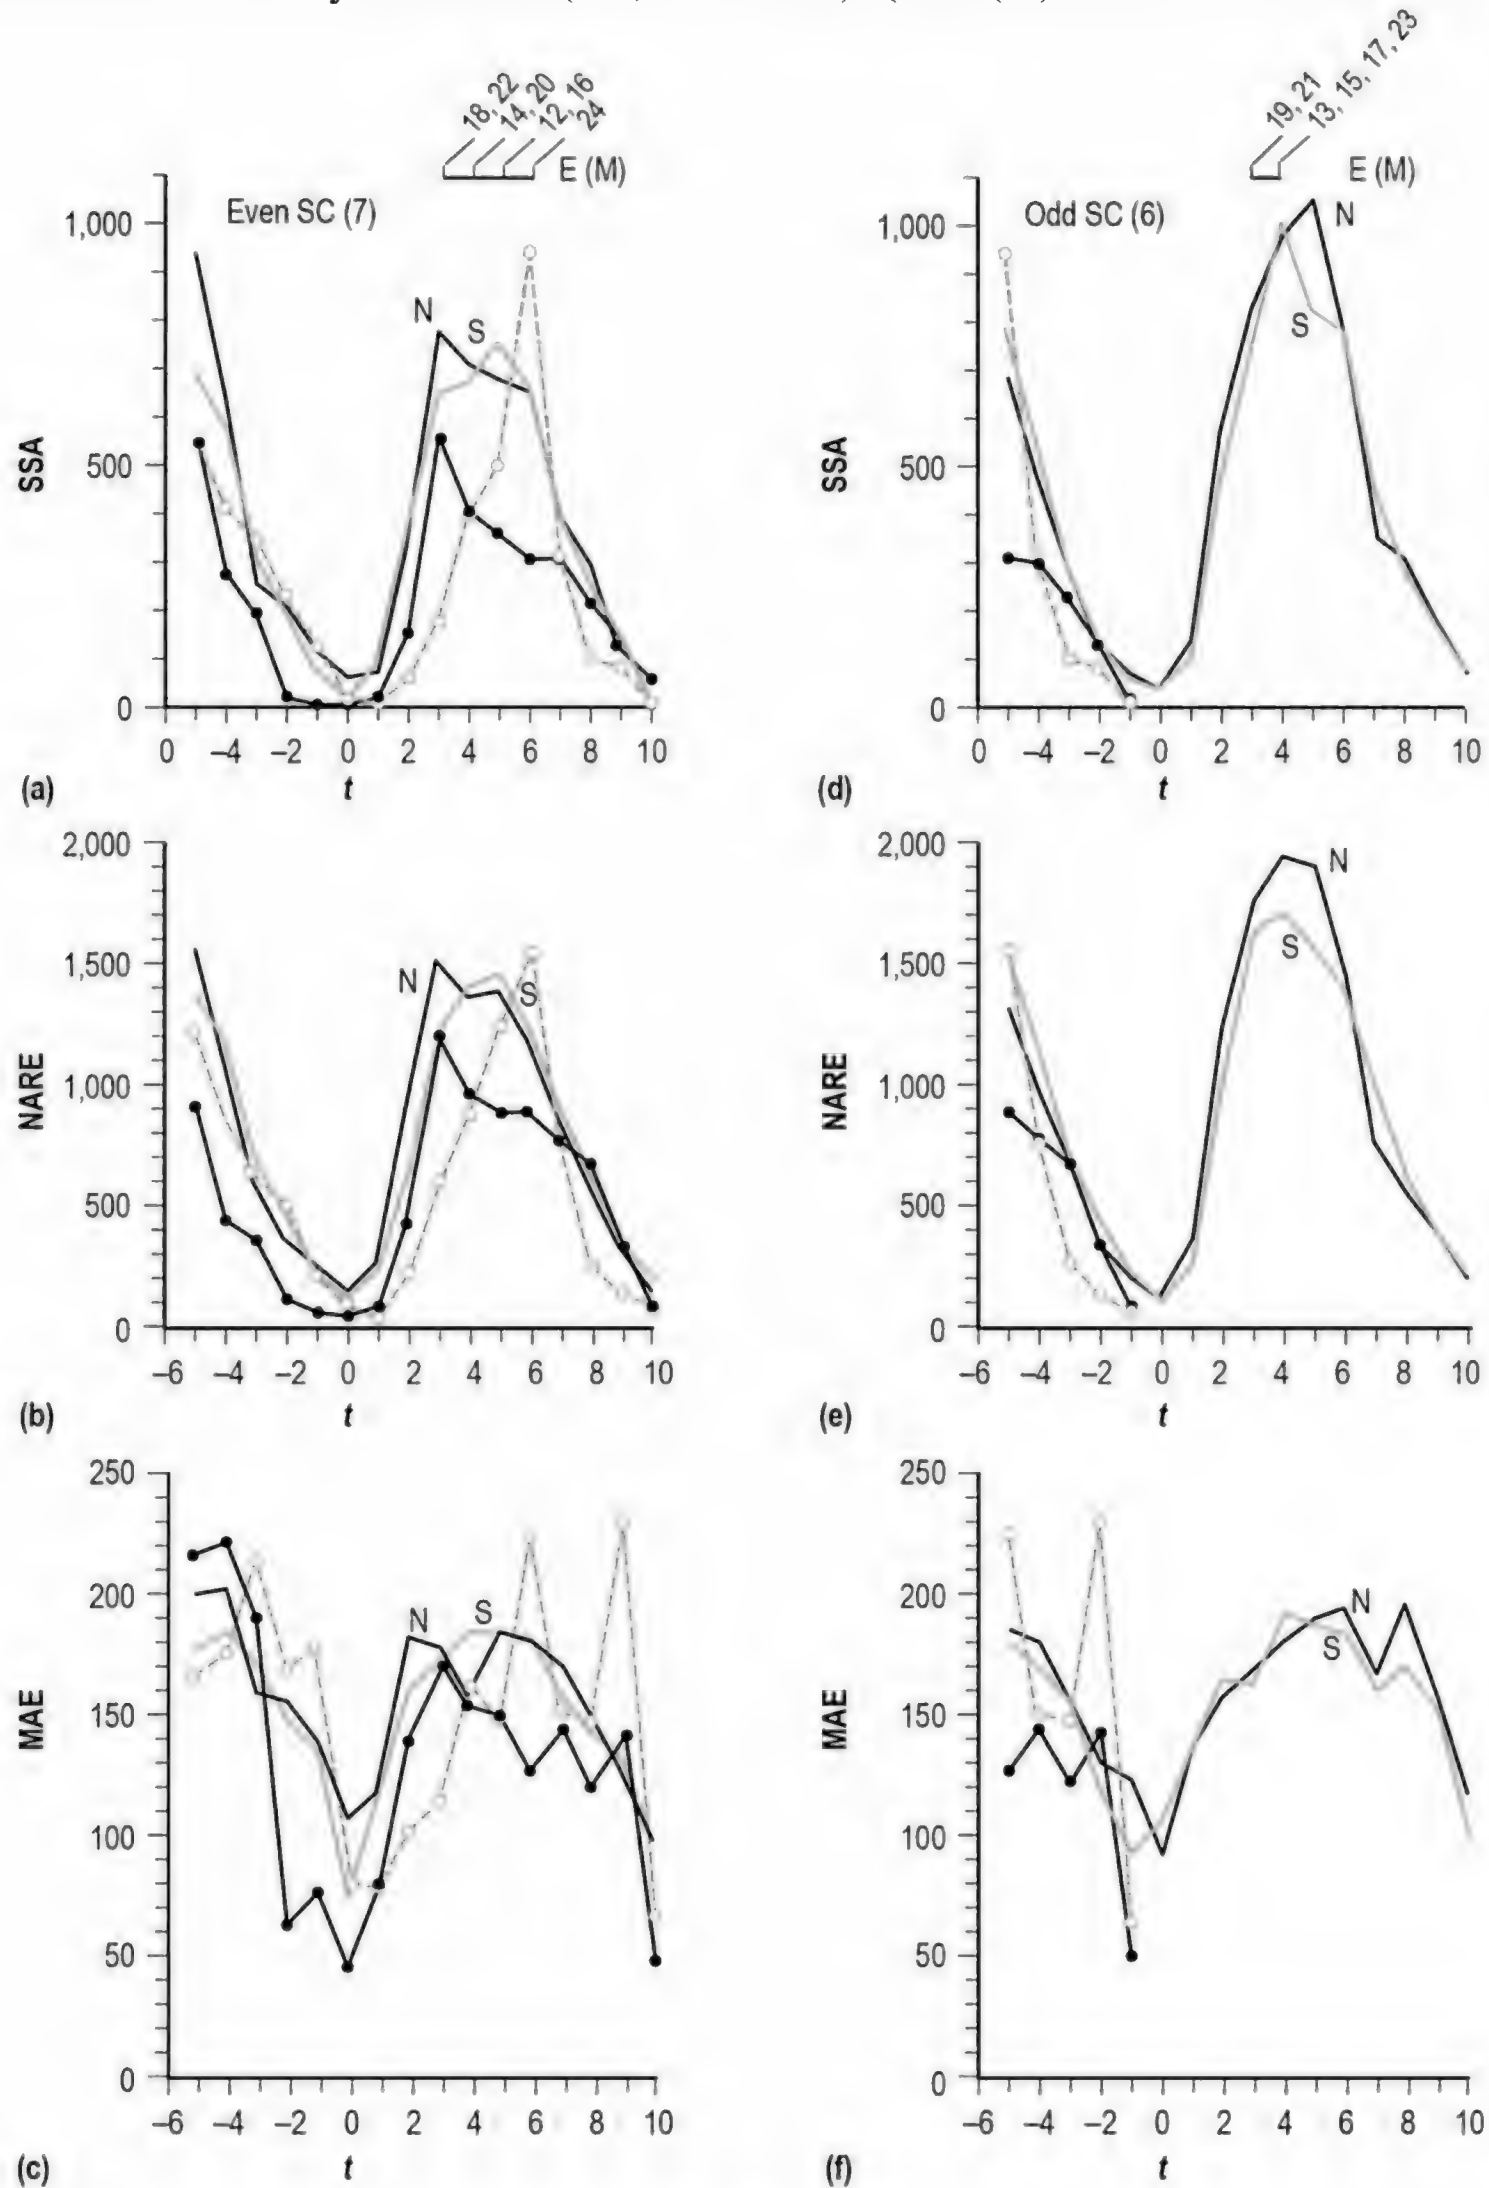 18, 22
14, 20
12, 16
24
E (M)
Even SC (7)
1,000
500
0
SSA
N
S
0 –4 –2 0 2 4 6 8 10
t
(a)
19, 21
13, 15, 17, 23
E (M)
Odd SC (6)
1,000
500
0
SSA
N
S
0 –4 –2 0 2 4 6 8 10
t
(d)
2,000
1,500
1,000
500
0
NARE
N
S
–6 –4 –2 0 2 4 6 8 10
t
(b)
2,000
1,500
1,000
500
0
NARE
N
S
–6 –4 –2 0 2 4 6 8 10
t
(e)
250
200
150
100
50
0
MAE
N
S
–6 –4 –2 0 2 4 6 8 10
t
(c)
250
200
150
100
50
0
MAE
N
S
–6 –4 –2 0 2 4 6 8 10
t
(f)